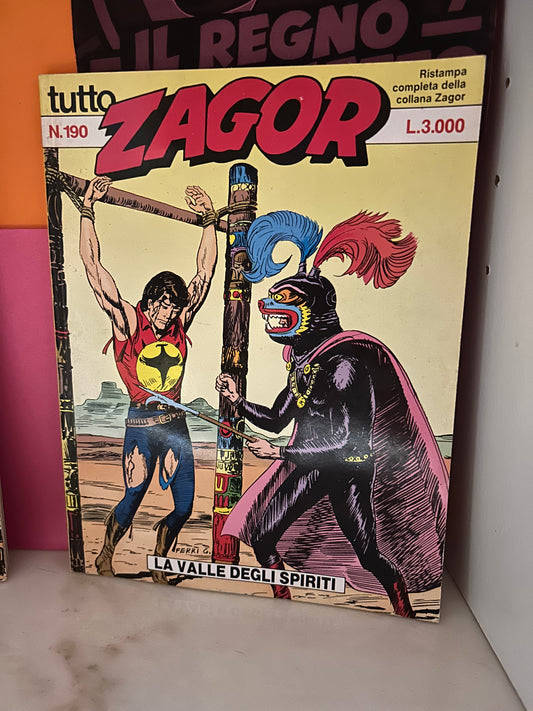 IL REGNO
tutto
ZAGOR
N.190
Ristampa
completa della
collana Zagor
L.3.000
FERRI G.
LA VALLE DEGLI SPIRITI